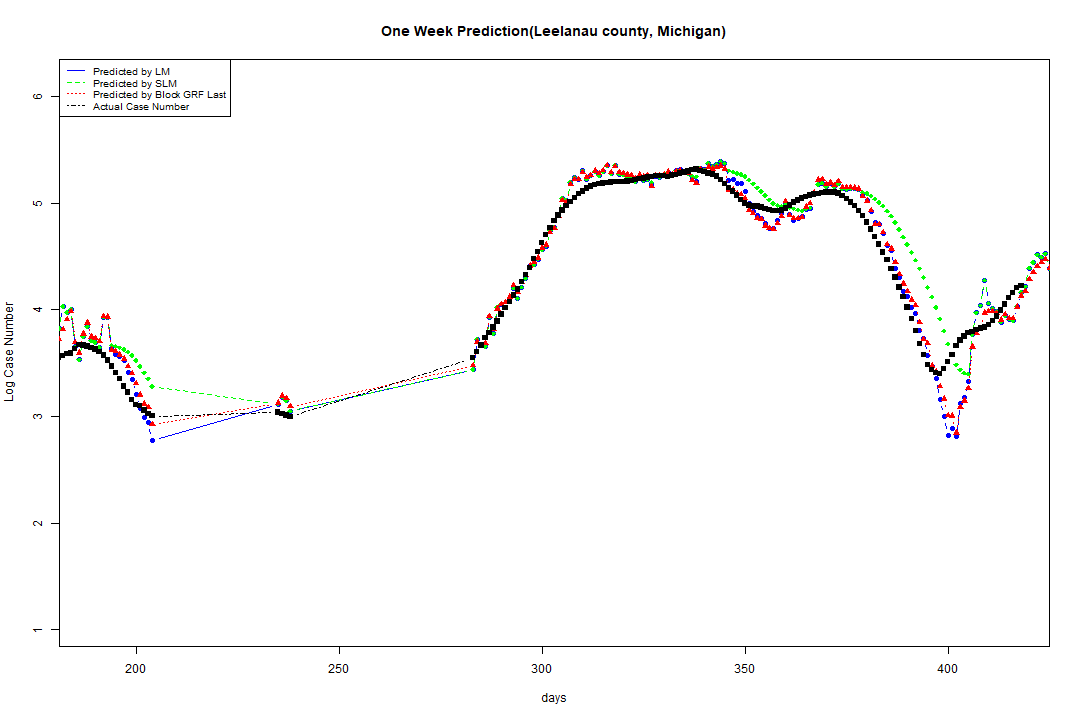 One Week Prediction(Leelanau county, Michigan)
Predicted by LM
Predicted by SLM
Predicted by Block GRF Last
Actual Case Number
6
5
4
3
2
1
Log Case Number
200 250 300 350 400
days